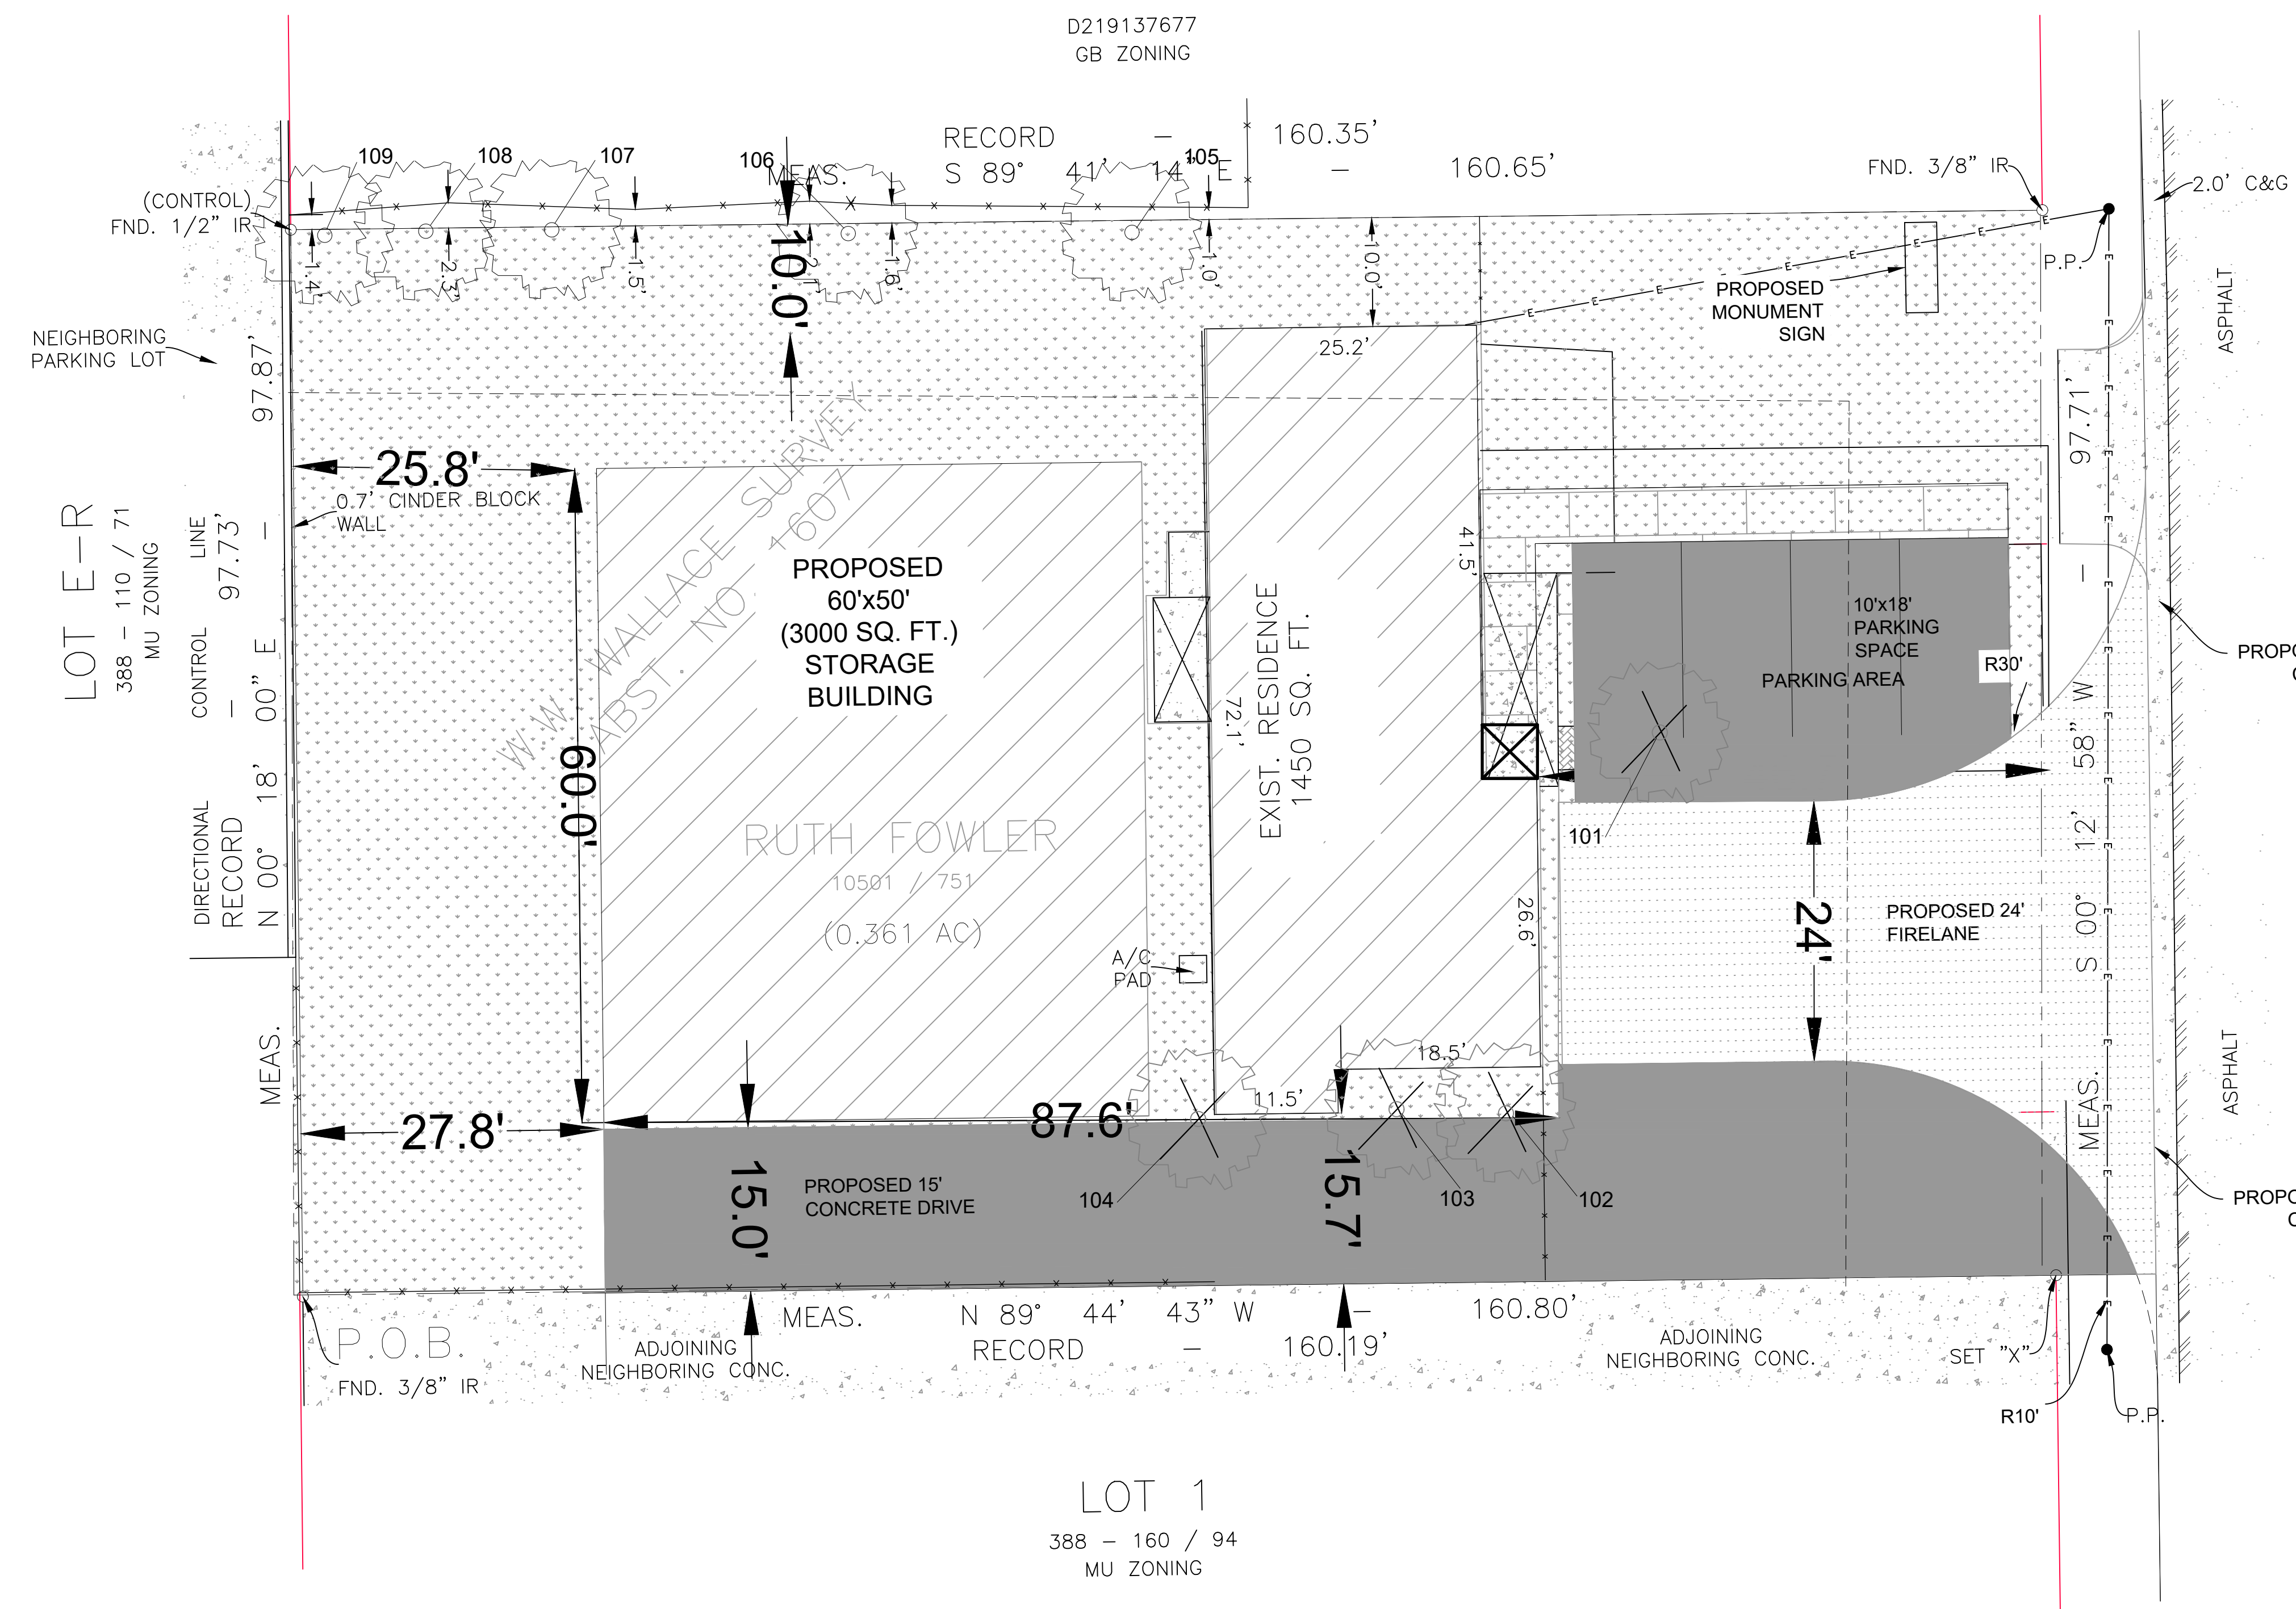 D219137677
GB ZONING
RECORD – 160.35'
MEAS. S 89° 41' 14" E – 160.65'
109
108
107
106
105
(CONTROL)
FND. 1/2" IR
FND. 3/8" IR
2.0' C&G
P.P.
ASPHALT
1.4'
2.3'
1.5'
10.0'
1.6'
1.0'
10.0'
PROPOSED
MONUMENT
SIGN
NEIGHBORING
PARKING LOT
25.2'
25.8'
0.7' CINDER BLOCK
WALL
LOT E-R
388 – 110 / 71
MU ZONING
DIRECTIONAL CONTROL LINE
RECORD – 97.73'
MEAS. N 00° 18' 00" E – 97.87'
W.W. WALLACE SURVEY
ABST. NO. 1607
PROPOSED
60'x50'
(3000 SQ. FT.)
STORAGE
BUILDING
60.0'
RUTH FOWLER
10501 / 751
(0.361 AC)
72.1'
EXIST. RESIDENCE
1450 SQ. FT.
41.5'
26.6'
A/C
PAD
10'x18'
PARKING
SPACE
PARKING AREA
R30'
101
24'
PROPOSED 24'
FIRELANE
MEAS. S 00° 12' 58" W – 97.71'
PROPO
C
ASPHALT
18.5'
11.5'
27.8'
87.6'
15.0'
PROPOSED 15'
CONCRETE DRIVE
15.7'
104
103
102
PROPO
C
MEAS. N 89° 44' 43" W – 160.80'
RECORD – 160.19'
P.O.B.
FND. 3/8" IR
ADJOINING
NEIGHBORING CONC.
ADJOINING
NEIGHBORING CONC.
SET "X"
R10'
P.P.
LOT 1
388 – 160 / 94
MU ZONING